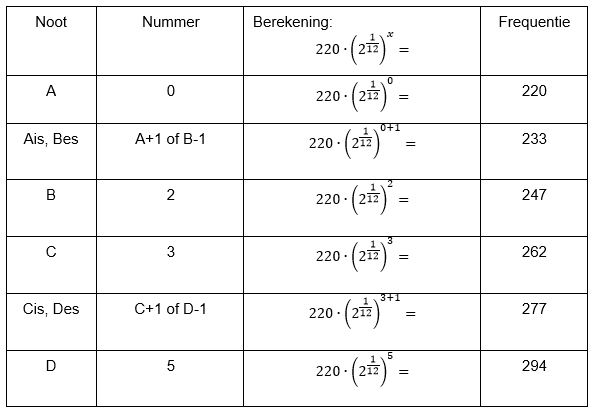 Noot Nummer Berekening: Frequentie
220 · (2^(1/12))^x =
A 0 220 · (2^(1/12))^0 = 220
Ais, Bes A+1 of B-1 220 · (2^(1/12))^(0+1) = 233
B 2 220 · (2^(1/12))^2 = 247
C 3 220 · (2^(1/12))^3 = 262
Cis, Des C+1 of D-1 220 · (2^(1/12))^(3+1) = 277
D 5 220 · (2^(1/12))^5 = 294